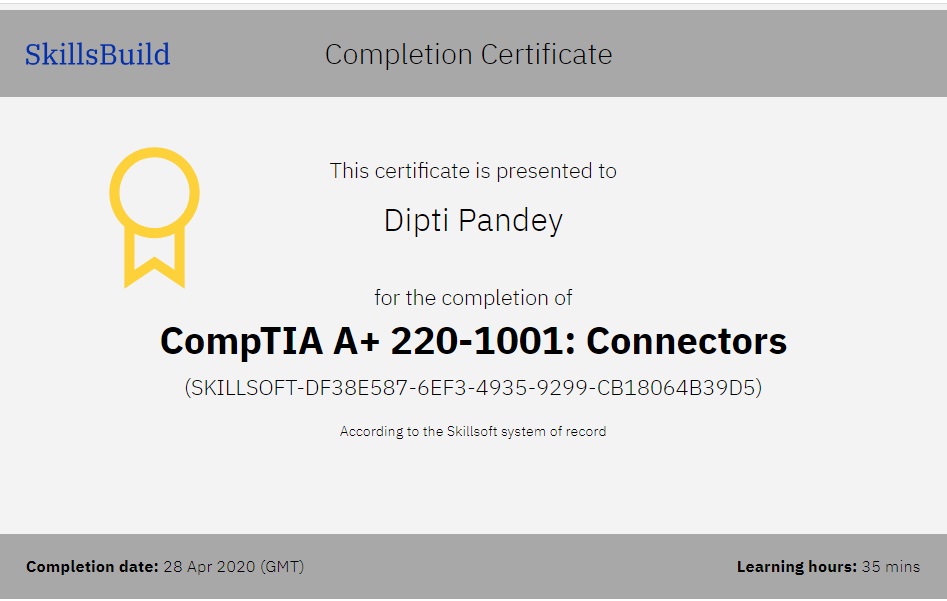 SkillsBuild
Completion Certificate
This certificate is presented to
Dipti Pandey
for the completion of
CompTIA A+ 220-1001: Connectors
(SKILLSOFT-DF38E587-6EF3-4935-9299-CB18064B39D5)
According to the Skillsoft system of record
Completion date: 28 Apr 2020 (GMT)
Learning hours: 35 mins